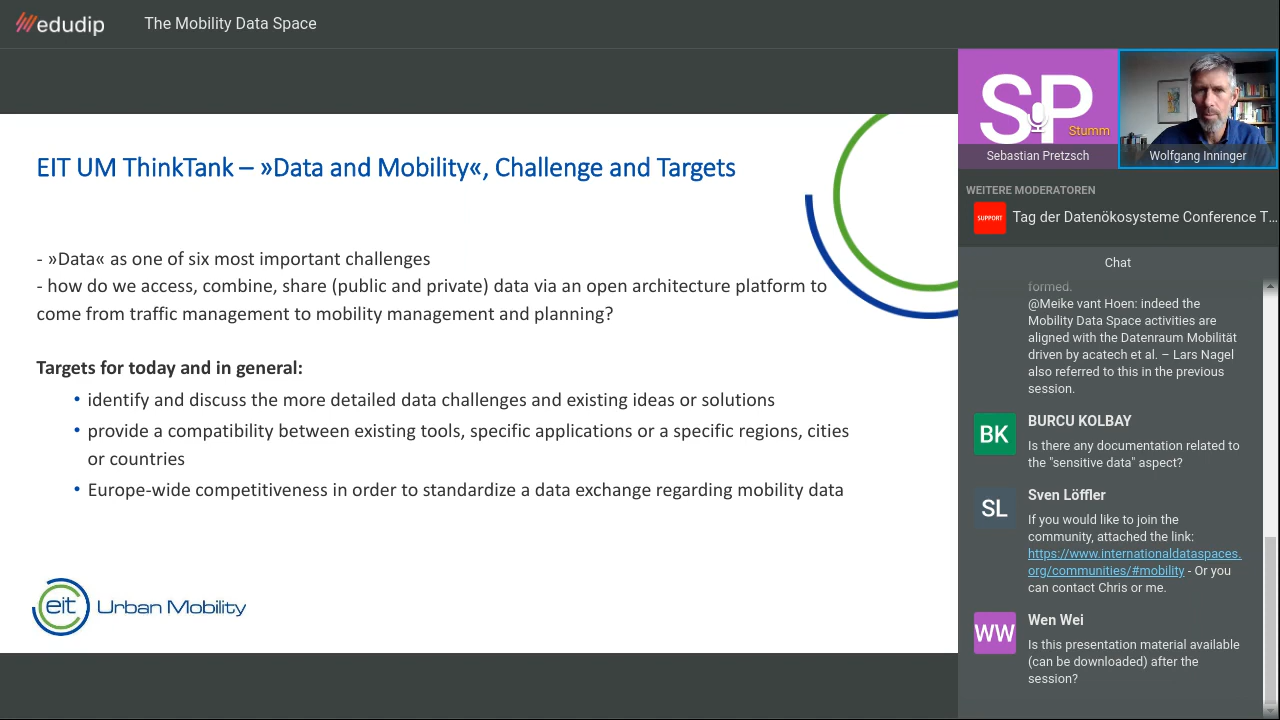 edudip
The Mobility Data Space
EIT UM ThinkTank – »Data and Mobility«, Challenge and Targets
- »Data« as one of six most important challenges
- how do we access, combine, share (public and private) data via an open architecture platform to
come from traffic management to mobility management and planning?
Targets for today and in general:
• identify and discuss the more detailed data challenges and existing ideas or solutions
• provide a compatibility between existing tools, specific applications or a specific regions, cities
or countries
• Europe-wide competitiveness in order to standardize a data exchange regarding mobility data
eit Urban Mobility
SP
Stumm
Sebastian Pretzsch
Wolfgang Inninger
WEITERE MODERATOREN
SUPPORT
Tag der Datenökosysteme Conference T...
Chat
formed.
@Meike vant Hoen: indeed the
Mobility Data Space activities are
aligned with the Datenraum Mobilität
driven by acatech et al. – Lars Nagel
also referred to this in the previous
session.
BK
BURCU KOLBAY
Is there any documentation related to
the "sensitive data" aspect?
SL
Sven Löffler
If you would like to join the
community, attached the link:
https://www.internationaldataspaces.
org/communities/#mobility - Or you
can contact Chris or me.
WW
Wen Wei
Is this presentation material available
(can be downloaded) after the
session?